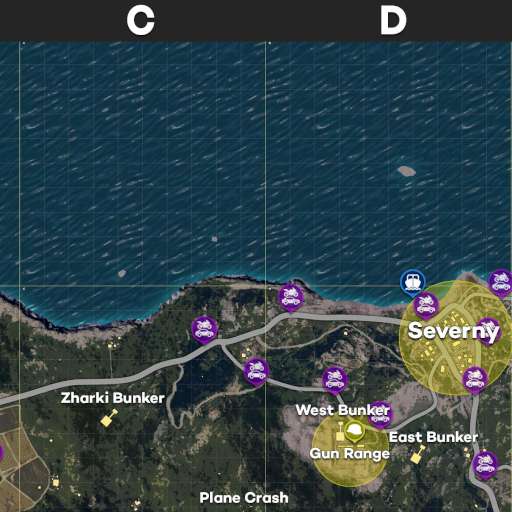 C
D
Severny
Zharki Bunker
West Bunker
East Bunker
Gun Range
Plane Crash